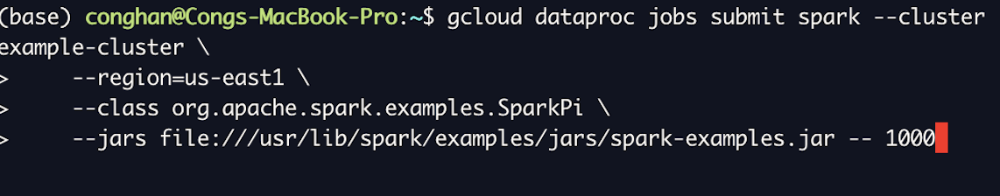 (base) conghan@Congs-MacBook-Pro:~$ gcloud dataproc jobs submit spark --cluster
example-cluster \
>     --region=us-east1 \
>     --class org.apache.spark.examples.SparkPi \
>     --jars file:///usr/lib/spark/examples/jars/spark-examples.jar -- 1000